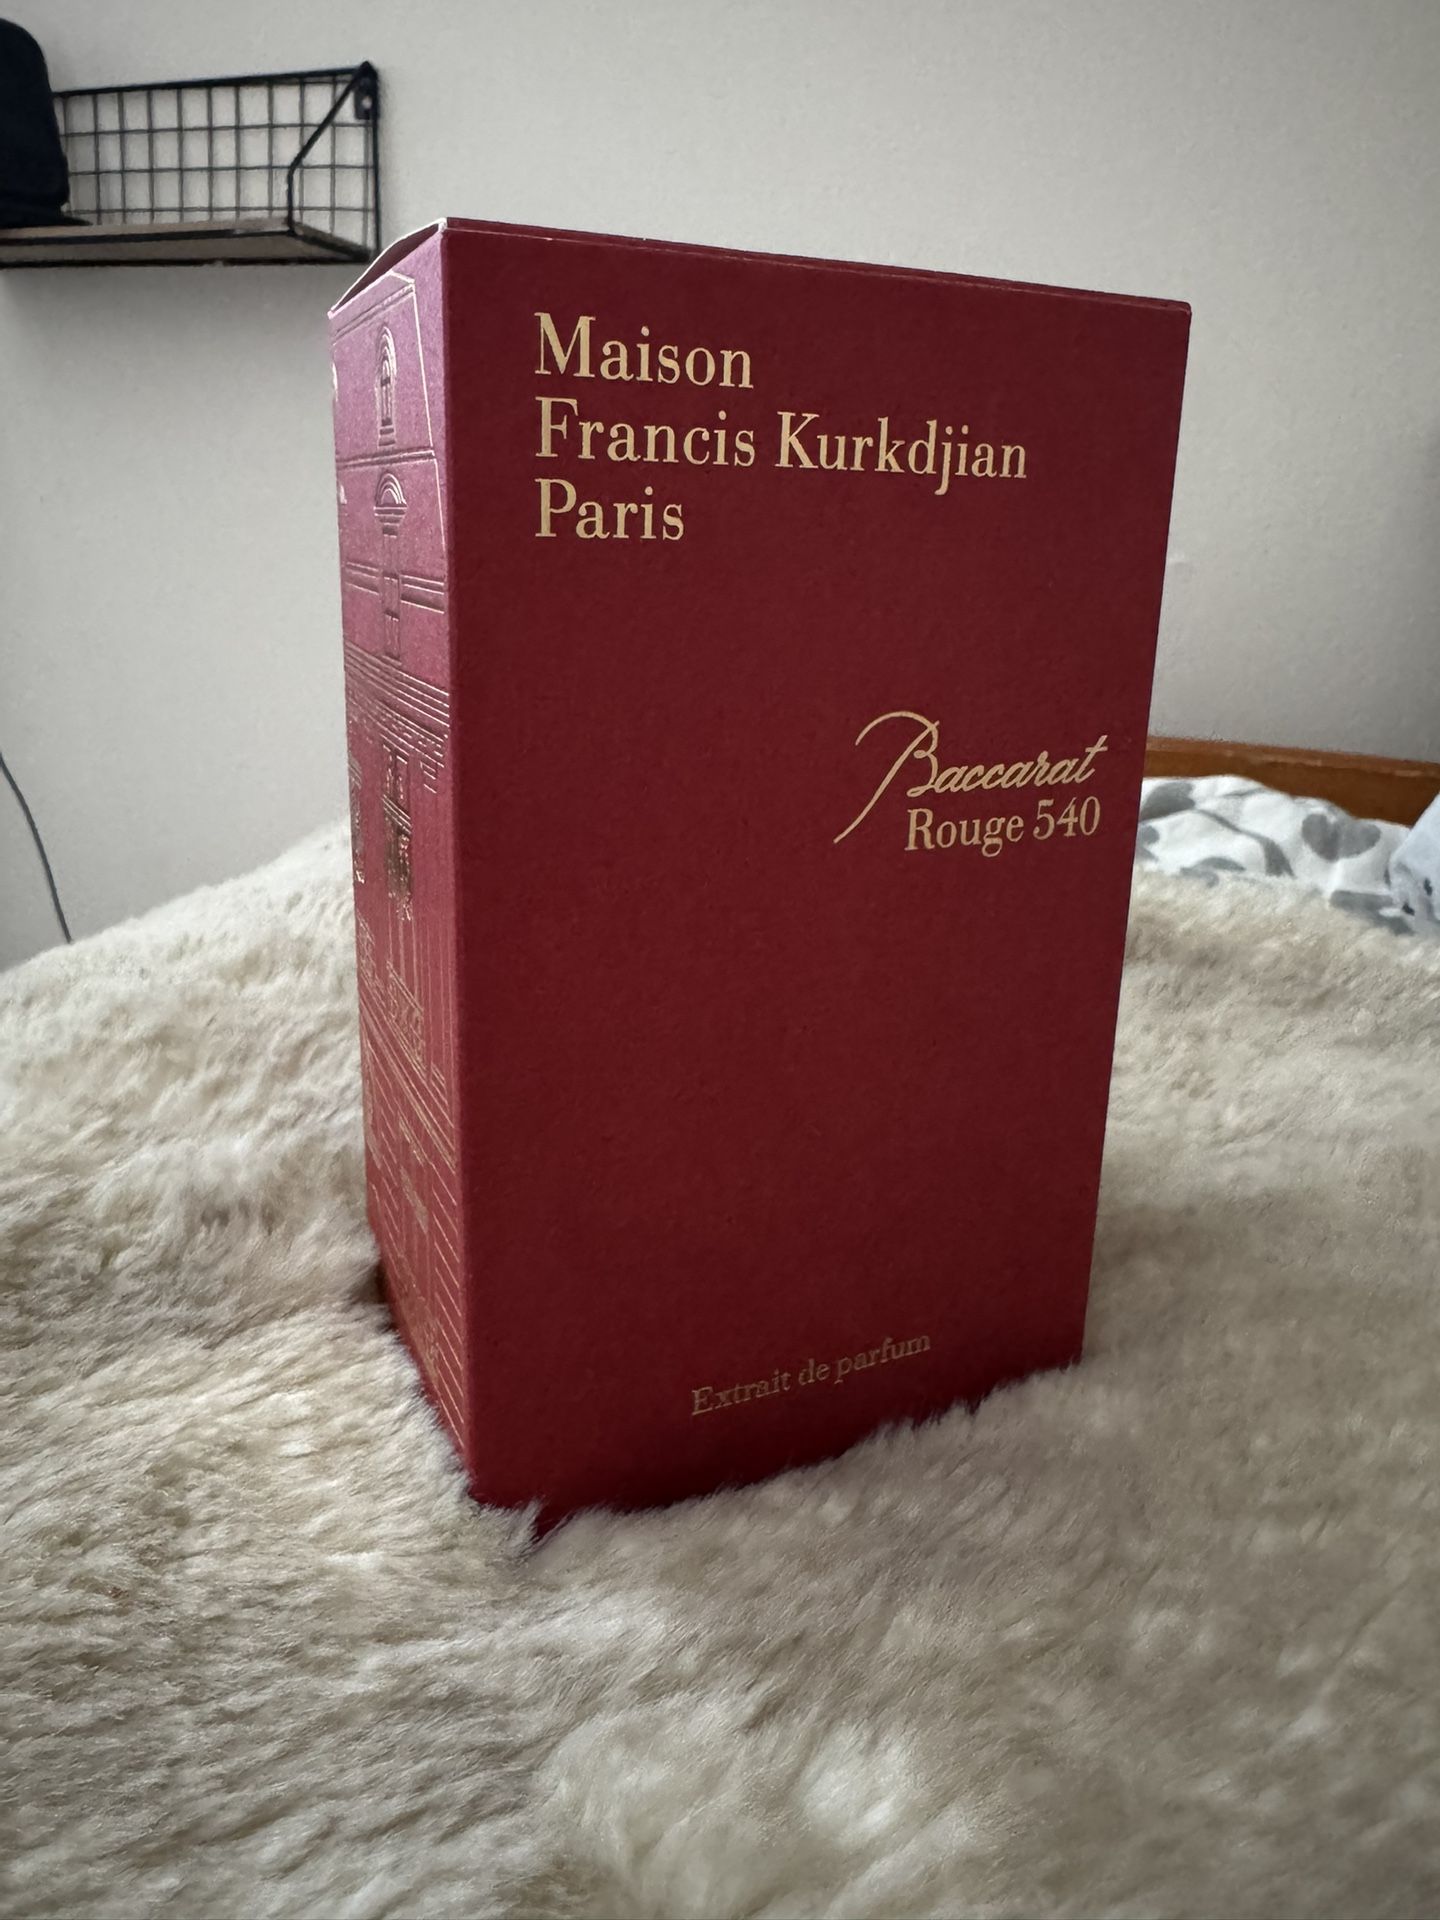 Maison
Francis Kurkdjian
Paris
Baccarat
Rouge 540
Extrait de parfum